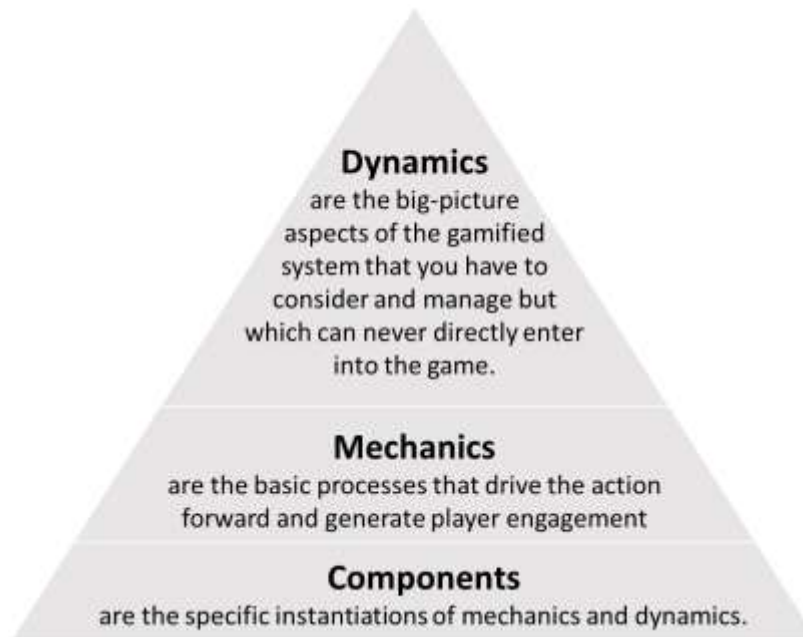 Dynamics
are the big-picture
aspects of the gamified
system that you have to
consider and manage but
which can never directly enter
into the game.
Mechanics
are the basic processes that drive the action
forward and generate player engagement
Components
are the specific instantiations of mechanics and dynamics.